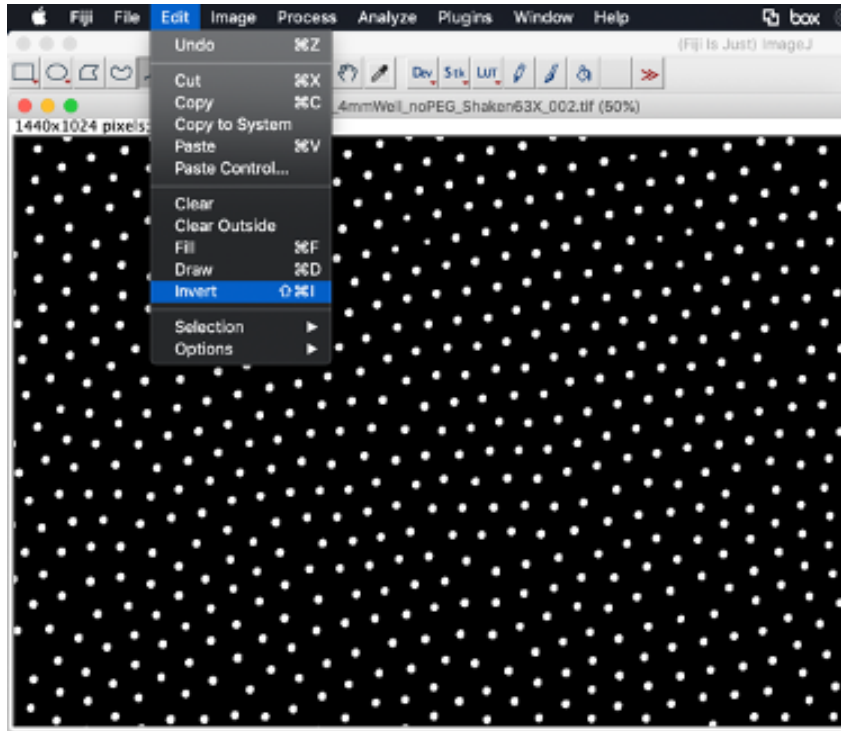 Fiji File Edit Image Process Analyze Plugins Window Help box
(Fiji Is Just) ImageJ
Dev Stk LUT
_4mmWell_noPEG_Shaken63X_002.tif (50%)
1440x1024 pixels;
Undo ⌘Z
Cut ⌘X
Copy ⌘C
Copy to System
Paste ⌘V
Paste Control...
Clear
Clear Outside
Fill ⌘F
Draw ⌘D
Invert ⇧⌘I
Selection ▶
Options ▶